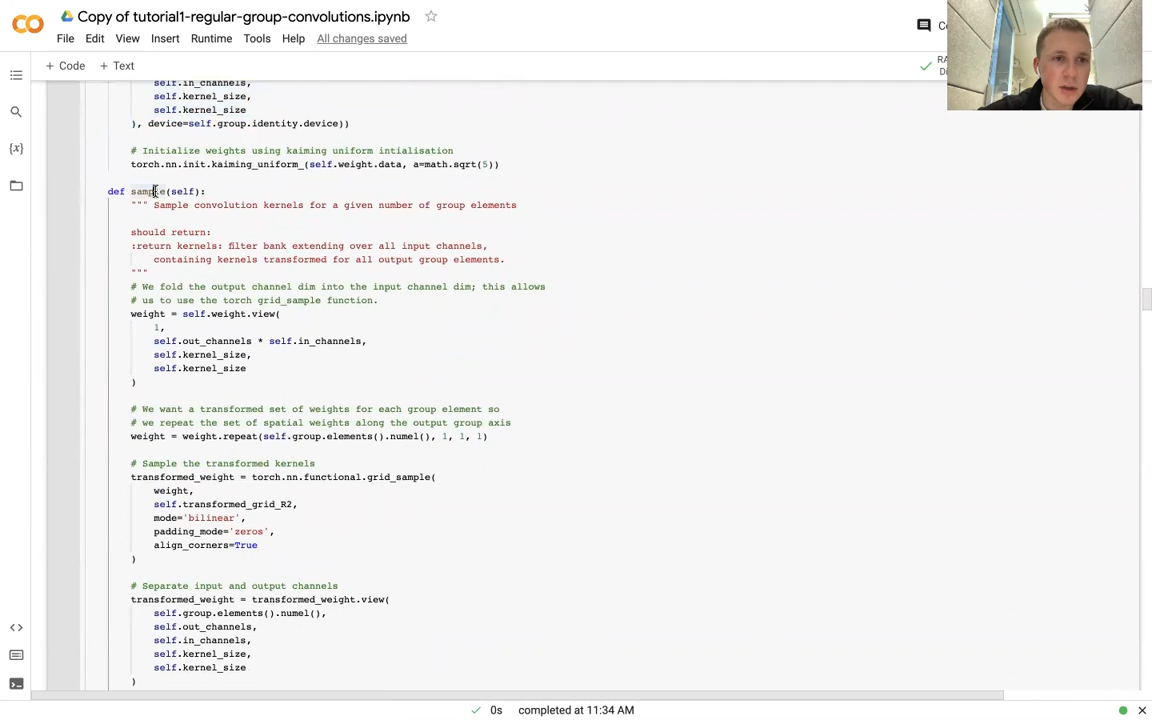 Copy of tutorial1-regular-group-convolutions.ipynb
File Edit View Insert Runtime Tools Help All changes saved
+ Code + Text
self.in_channels,
self.kernel_size,
self.kernel_size
), device=self.group.identity.device))
# Initialize weights using kaiming uniform intialisation
torch.nn.init.kaiming_uniform_(self.weight.data, a=math.sqrt(5))
def sample(self):
""" Sample convolution kernels for a given number of group elements
should return:
:return kernels: filter bank extending over all input channels,
containing kernels transformed for all output group elements.
"""
# We fold the output channel dim into the input channel dim; this allows
# us to use the torch grid_sample function.
weight = self.weight.view(
1,
self.out_channels * self.in_channels,
self.kernel_size,
self.kernel_size
)
# We want a transformed set of weights for each group element so
# we repeat the set of spatial weights along the output group axis
weight = weight.repeat(self.group.elements().numel(), 1, 1, 1)
# Sample the transformed kernels
transformed_weight = torch.nn.functional.grid_sample(
weight,
self.transformed_grid_R2,
mode='bilinear',
padding_mode='zeros',
align_corners=True
)
# Separate input and output channels
transformed_weight = transformed_weight.view(
self.group.elements().numel(),
self.out_channels,
self.in_channels,
self.kernel_size,
self.kernel_size
)
0s completed at 11:34 AM